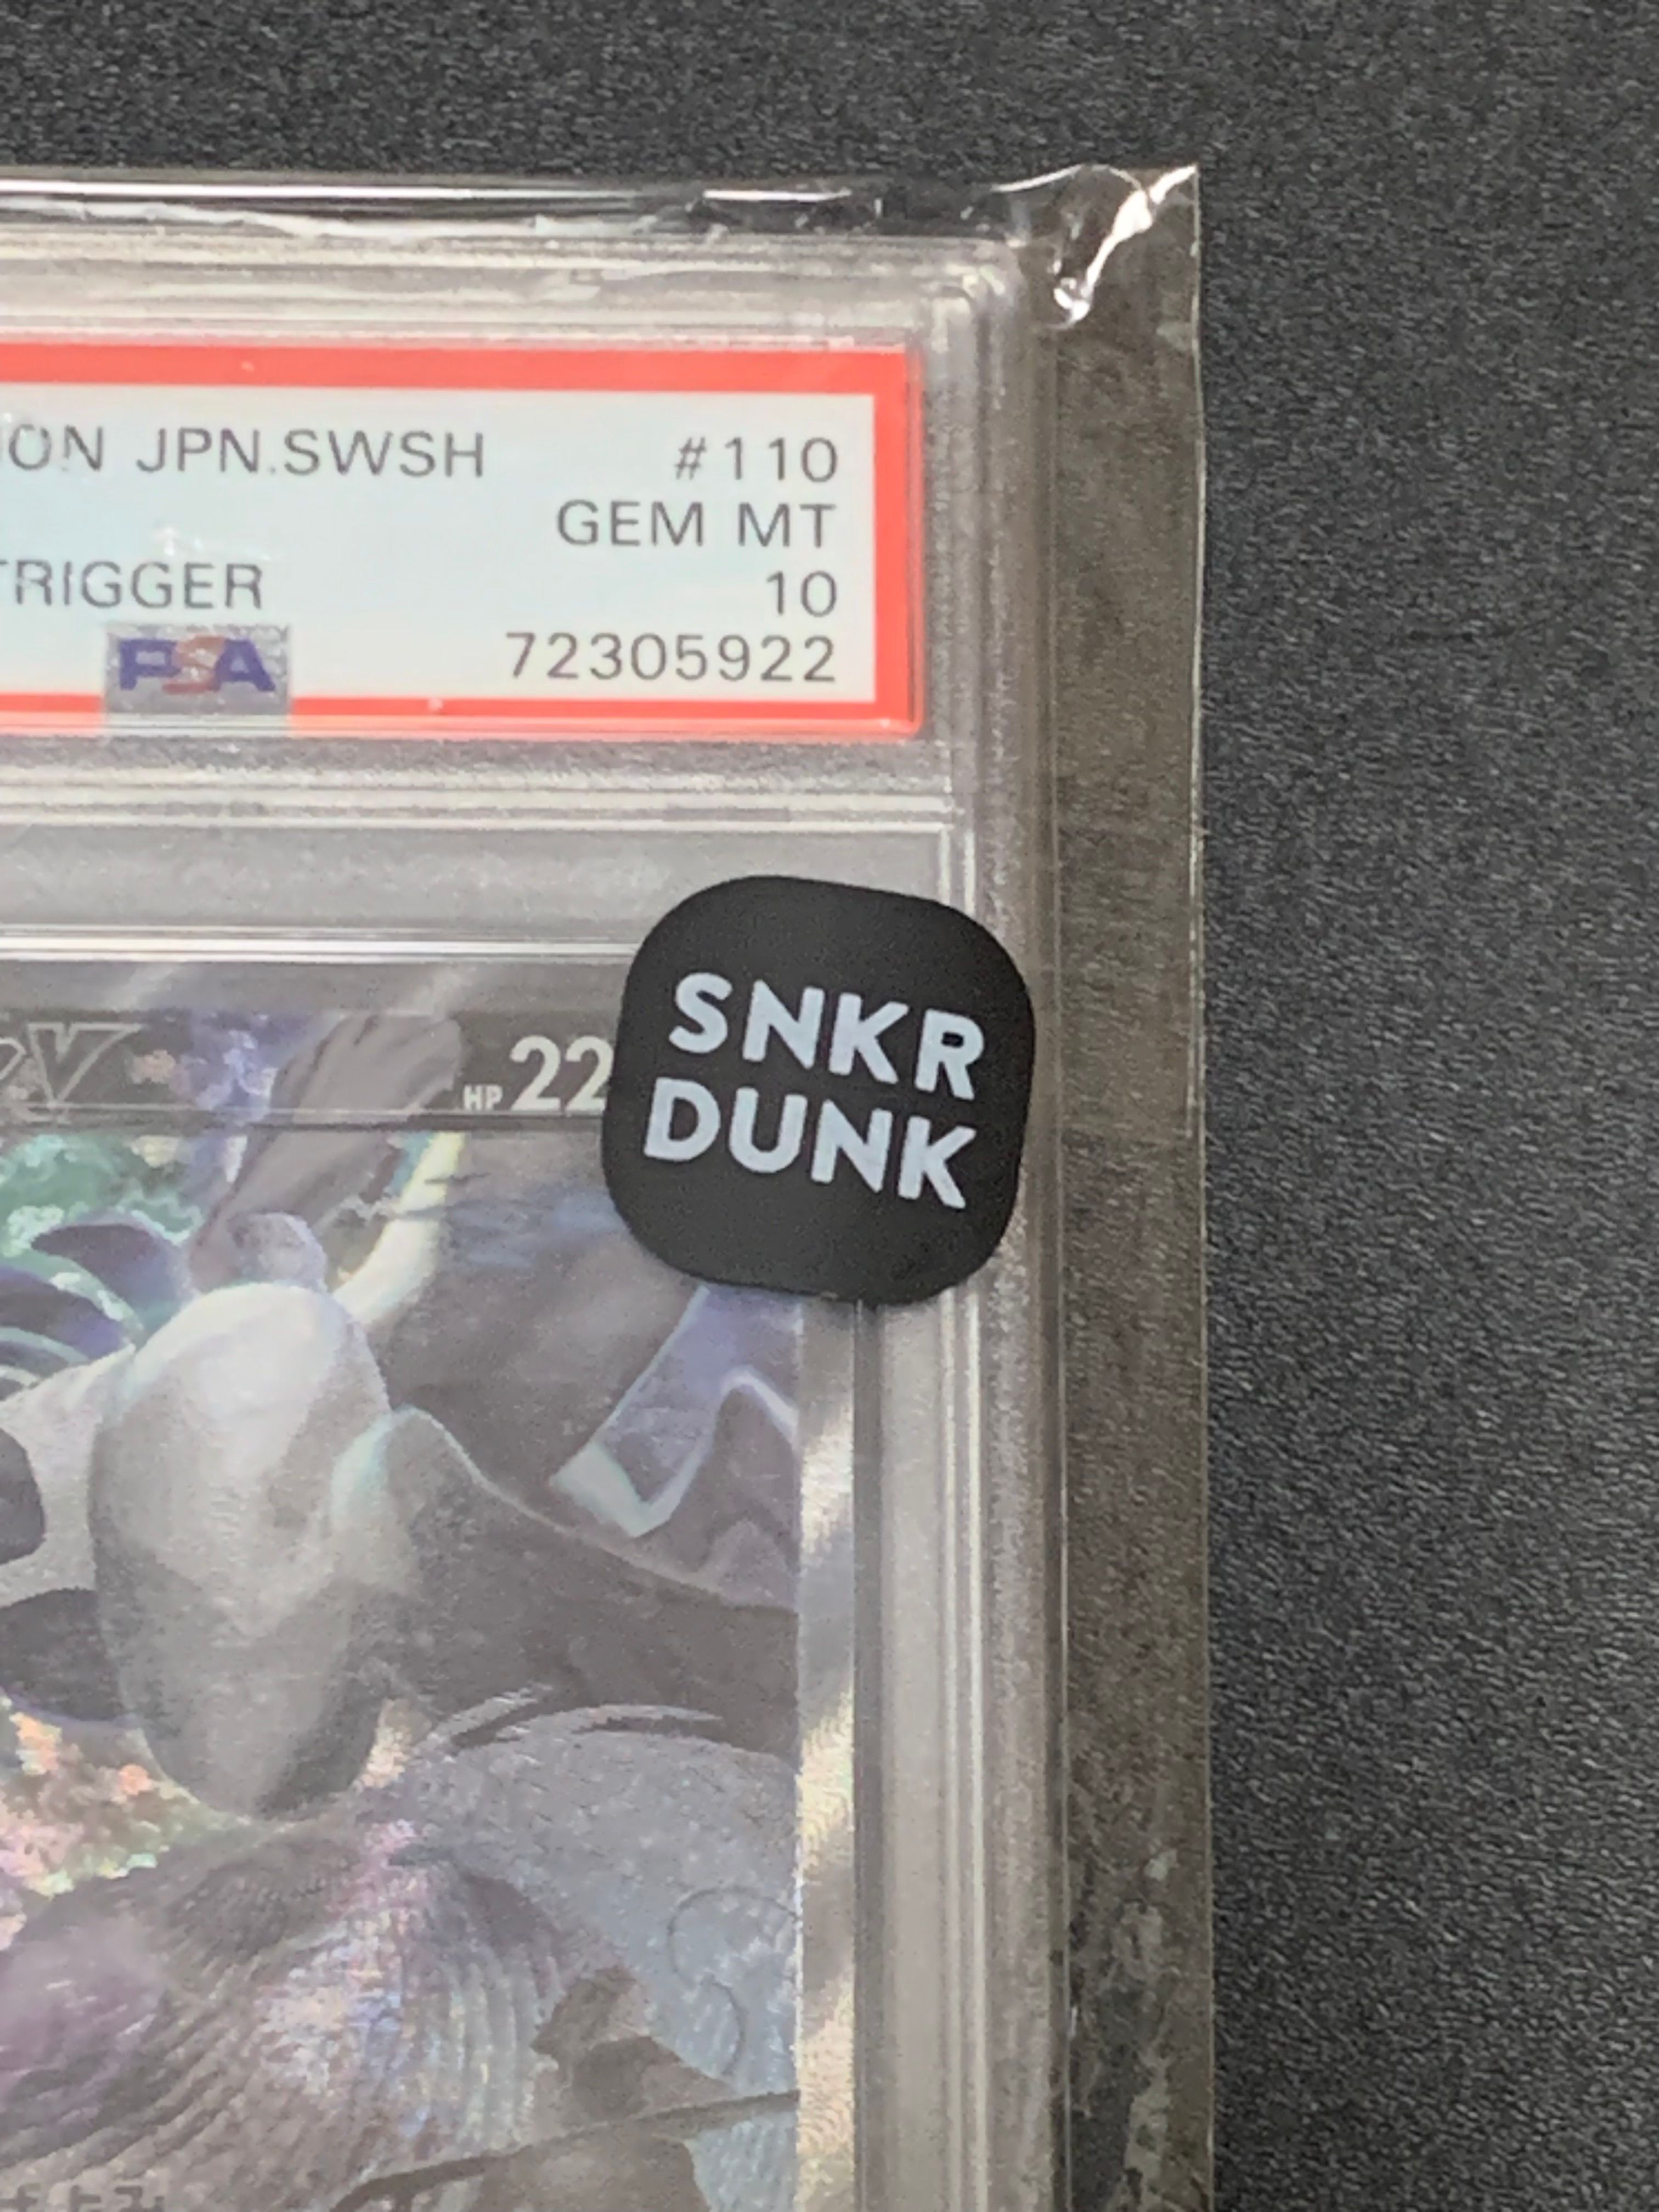 ON JPN.SWSH #110
GEM MT
TRIGGER 10
PSA 72305922
V HP 22
SNKR
DUNK